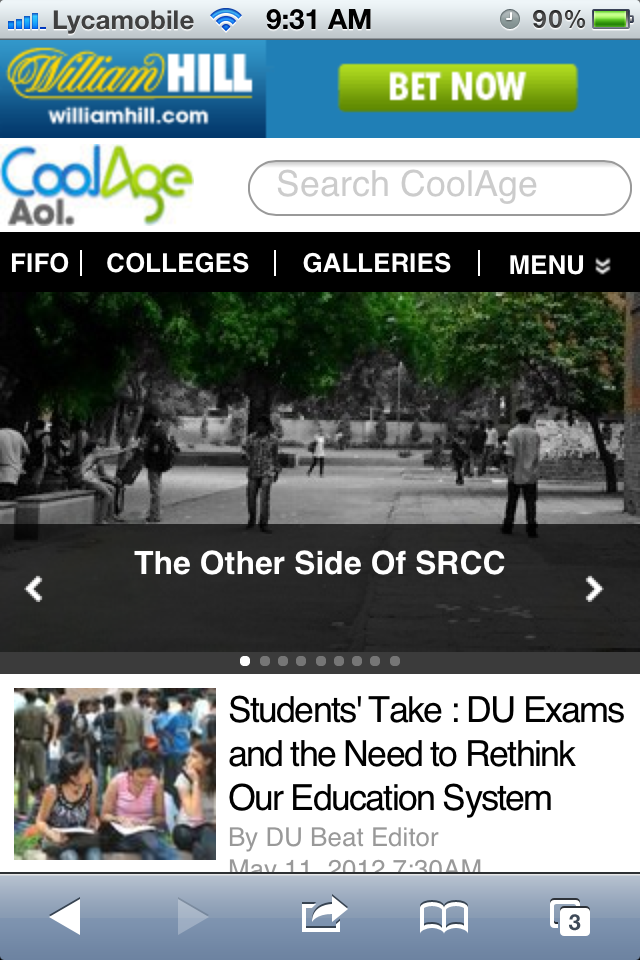 Lycamobile 9:31 AM 90%
William HILL BET NOW
williamhill.com
CoolAge
Aol.
Search CoolAge
FIFO COLLEGES GALLERIES MENU
The Other Side Of SRCC
Students' Take : DU Exams
and the Need to Rethink
Our Education System
By DU Beat Editor
May 11, 2012 7:30AM
3